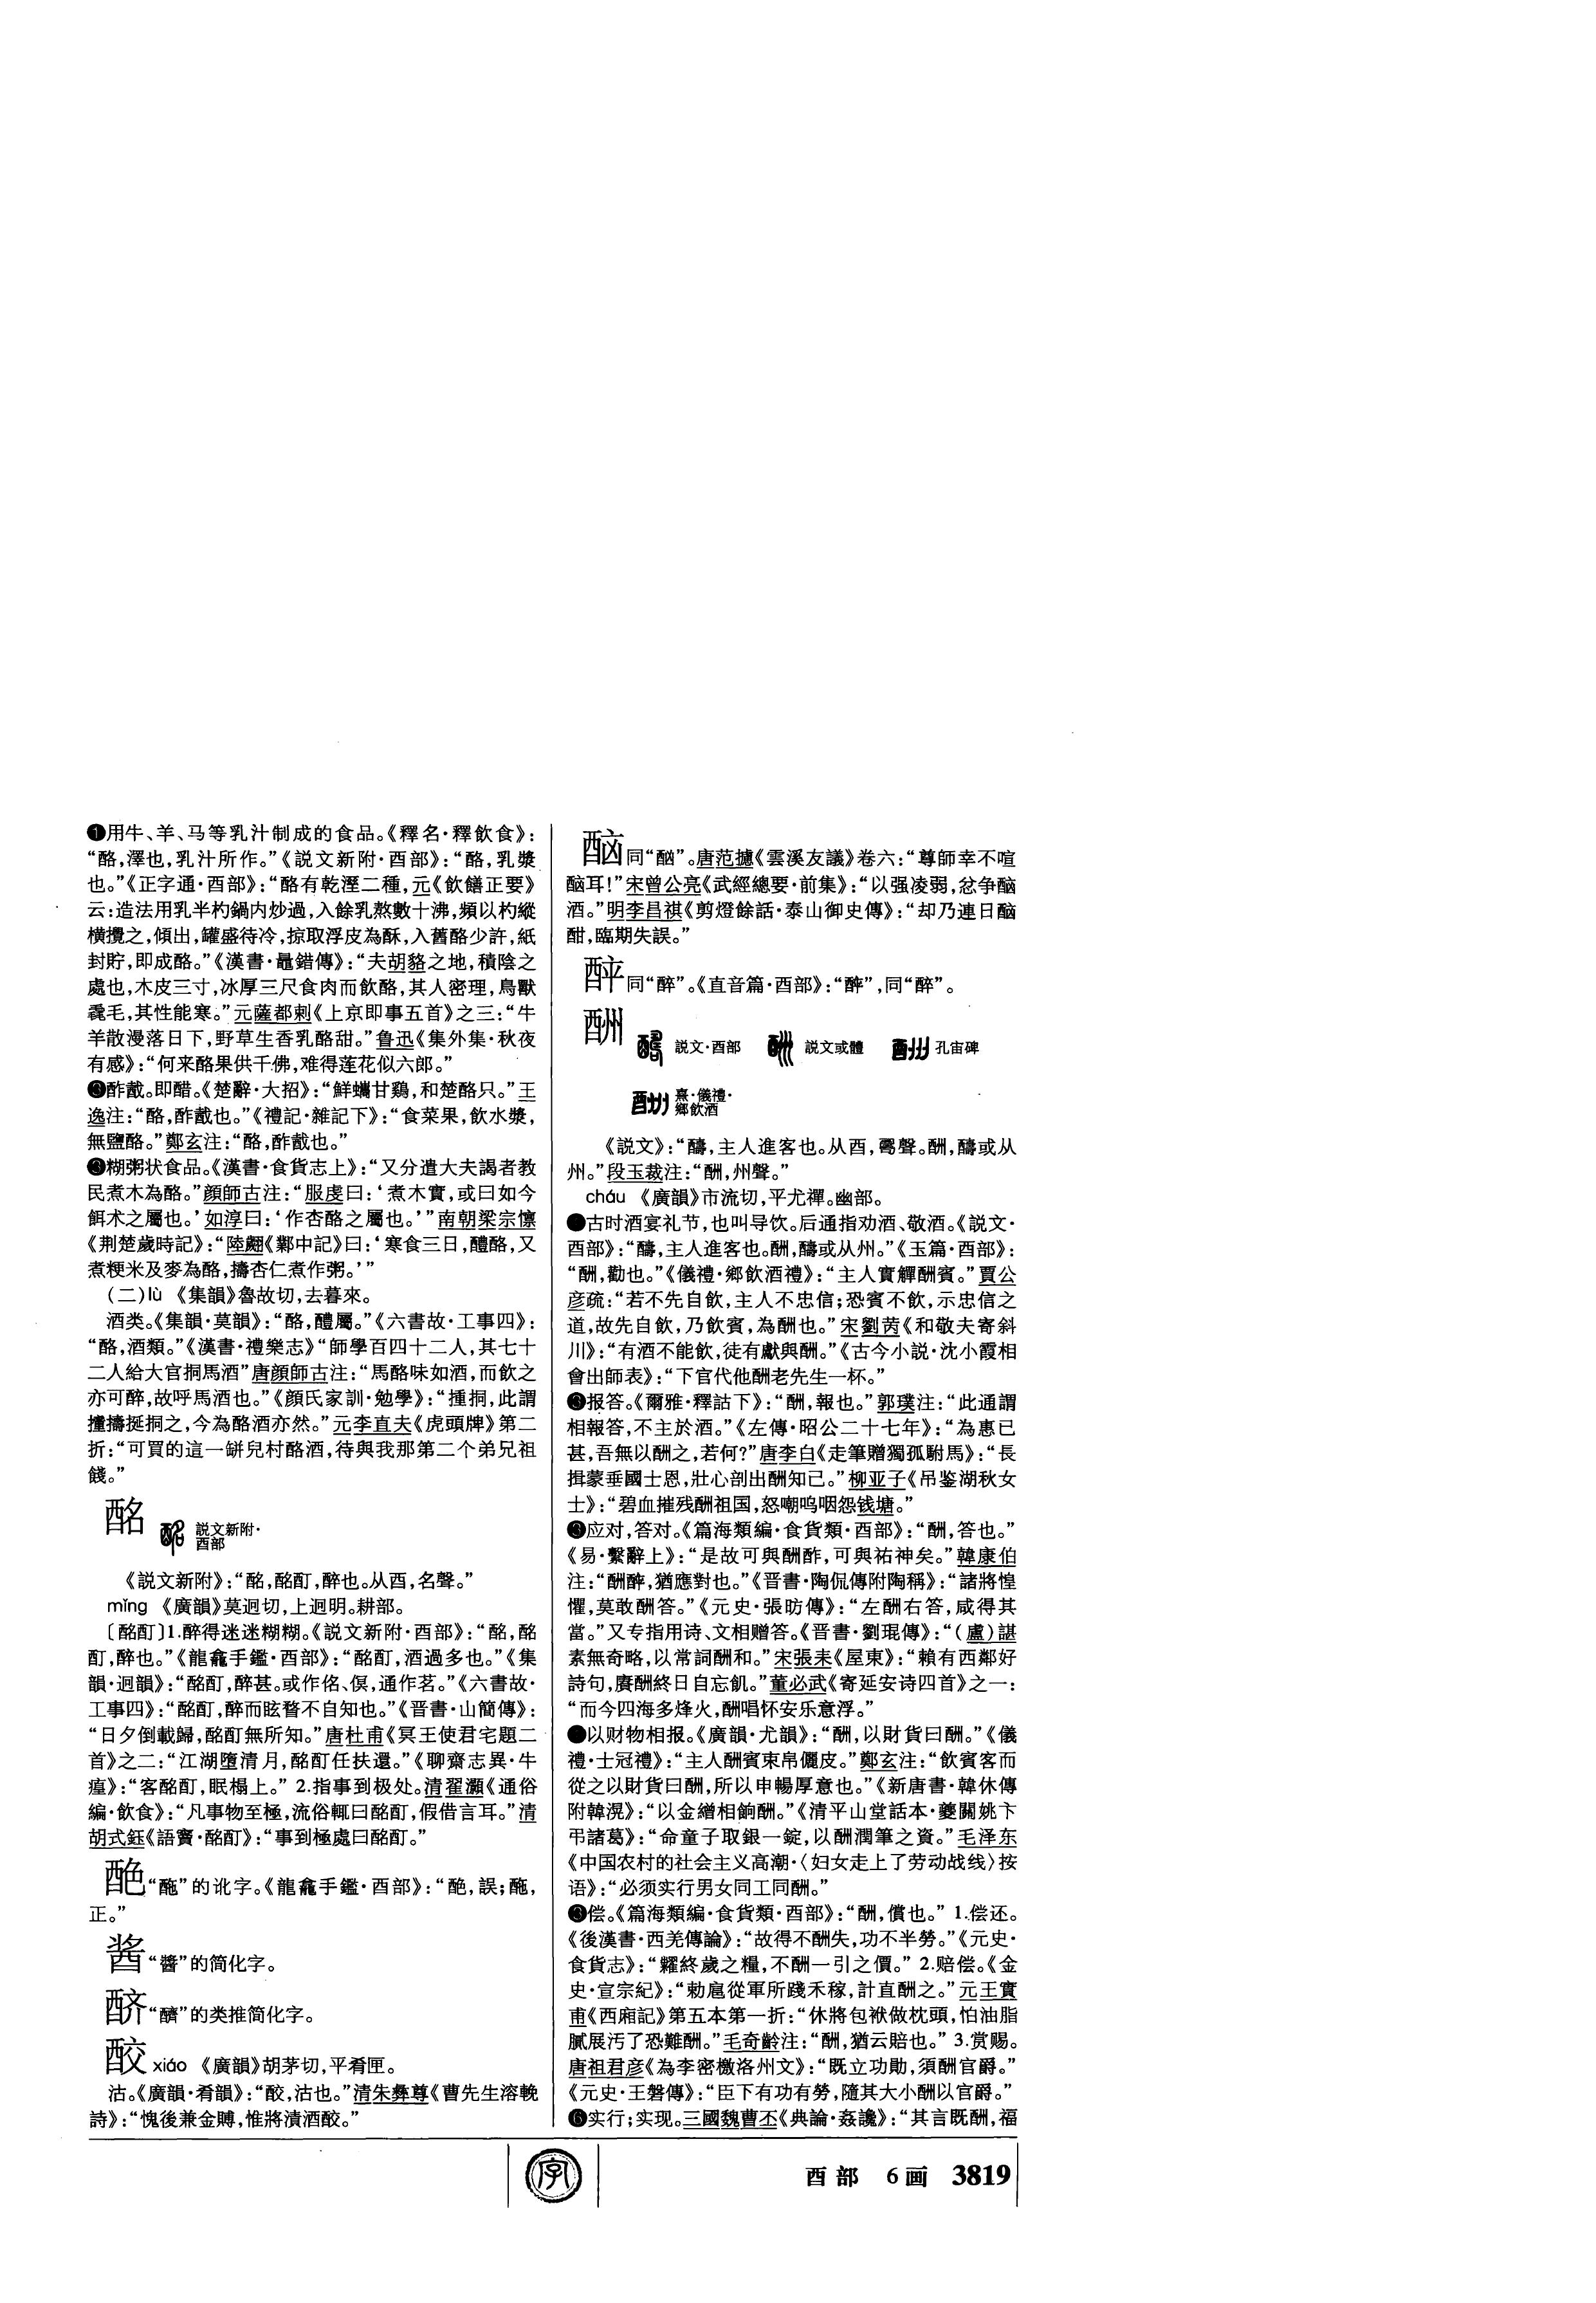 ❶用牛、羊、马等乳汁制成的食品。《釋名·釋飲食》：
“酪，澤也，乳汁所作。”《説文新附·酉部》：“酪，乳漿
也。”《正字通·酉部》：“酪有乾溼二種，元《飲饍正要》
云：造法用乳半杓鍋内炒過，入餘乳熬數十沸，頻以杓縱
横攪之，傾出，罐盛待冷，掠取浮皮為酥，入舊酪少許，紙
封貯，即成酪。”《漢書·鼂錯傳》：“夫胡貉之地，積陰之
處也，木皮三寸，冰厚三尺食肉而飲酪，其人密理，鳥獸
毳毛，其性能寒。”元薩都剌《上京即事五首》之三：“牛
羊散漫落日下，野草生香乳酪甜。”鲁迅《集外集·秋夜
有感》：“何来酪果供千佛，难得莲花似六郎。”
酢酨。即醋。《楚辭·大招》：“鮮蠵甘鷄，和楚酪只。”王
逸注：“酪，酢酨也。”《禮記·雜記下》：“食菜果，飲水漿，
無鹽酪。”鄭玄注：“酪，酢酨也。”
❸糊粥状食品。《漢書·食貨志上》：“又分遣大夫謁者教
民煮木為酪。”顔師古注：“服虔曰：‘煮木實，或曰如今
餌术之屬也。’如淳曰：‘作杏酪之屬也。’”南朝梁宗懔
《荆楚歲時記》：“陸翽《鄴中記》曰：‘寒食三日，醴酪，又
煮粳米及麥為酪，擣杏仁煮作粥。’”
(二)lù 《集韻》魯故切，去暮來。
酒类。《集韻·莫韻》：“酪，醴屬。”《六書故·工事四》：
“酪，酒類。”《漢書·禮樂志》“師學百四十二人，其七十
二人給大官挏馬酒”唐顔師古注：“馬酪味如酒，而飲之
亦可醉，故呼馬酒也。”《顔氏家訓·勉學》：“揰挏，此謂
撞擣挻挏之，今為酪酒亦然。”元李直夫《虎頭牌》第二
折：“可買的這一缾兒村酪酒，待與我那第二个弟兄祖
餞。”
酩 説文新附·
酉部
《説文新附》：“酩，酩酊，醉也。从酉，名聲。”
mǐng 《廣韻》莫迥切，上迥明。耕部。
〔酩酊〕1.醉得迷迷糊糊。《説文新附·酉部》：“酩，酩
酊，醉也。”《龍龕手鑑·酉部》：“酩酊，酒過多也。”《集
韻·迥韻》：“酩酊，醉甚。或作佲、㑋，通作茗。”《六書故·
工事四》：“酩酊，醉而眩瞀不自知也。”《晋書·山簡傳》：
“日夕倒載歸，酩酊無所知。”唐杜甫《冥王使君宅題二
首》之二：“江湖墮清月，酩酊任扶還。”《聊齋志異·牛
㾮》：“客酩酊，眠榻上。” 2.指事到极处。清翟灝《通俗
編·飲食》：“凡事物至極，流俗輒曰酩酊，假借言耳。”清
胡式鈺《語竇·酩酊》：“事到極處曰酩酊。”
䣕“酏”的讹字。《龍龕手鑑·酉部》：“䣕，誤；酏，
正。”
酱“醬”的简化字。
“醕”的类推简化字。
酸xiáo 《廣韻》胡茅切，平肴匣。
沽。《廣韻·肴韻》：“，沽也。”清朱彝尊《曹先生溶輓
詩》：“愧後兼金賻，惟將漬酒。”
同“酗”。唐范攄《雲溪友議》卷六：“尊師幸不喧
耳！”宋曾公亮《武經總要·前集》：“以强凌弱，忿争
酒。”明李昌祺《剪燈餘話·泰山御史傳》：“却乃連日
酣，臨期失誤。”
同“醉”。《直音篇·酉部》：“”，同“醉”。
酬 説文·酉部 説文或體 孔宙碑
熹·儀禮·
鄉飲酒
《説文》：“醻，主人進客也。从酉，𠷎聲。酬，醻或从
州。”段玉裁注：“酬，州聲。”
chóu 《廣韻》市流切，平尤禪。幽部。
古时酒宴礼节，也叫导饮。后通指劝酒、敬酒。《説文·
酉部》：“醻，主人進客也。酬，醻或从州。”《玉篇·酉部》：
“酬，勸也。”《儀禮·鄉飲酒禮》：“主人實觶酬賓。”賈公
彦疏：“若不先自飲，主人不忠信；恐賓不飲，示忠信之
道，故先自飲，乃飲賓，為酬也。”宋劉苪《和敬夫寄斜
川》：“有酒不能飲，徒有獻與酬。”《古今小説·沈小霞相
會出師表》：“下官代他酬老先生一杯。”
报答。《爾雅·釋詁下》：“酬，報也。”郭璞注：“此通謂
相報答，不主於酒。”《左傳·昭公二十七年》：“為惠已
甚，吾無以酬之，若何？”唐李白《走筆贈獨孤駙馬》：“長
揖蒙垂國士恩，壯心剖出酬知己。”柳亚子《吊鉴湖秋女
士》：“碧血摧残酬祖国，怒嘲呜咽怨钱塘。”
❸应对，答对。《篇海類編·食貨類·酉部》：“酬，答也。”
《易·繫辭上》：“是故可與酬酢，可與祐神矣。”韓康伯
注：“酬酢，猶應對也。”《晋書·陶侃傳附陶稱》：“諸將惶
懼，莫敢酬答。”《元史·張昉傳》：“左酬右答，咸得其
當。”又专指用诗、文相赠答。《晋書·劉琨傳》：“（盧）諶
素無奇略，以常詞酬和。”宋張耒《屋東》：“賴有西鄰好
詩句，賡酬終日自忘飢。”董必武《寄延安诗四首》之一：
“而今四海多烽火，酬唱怀安乐意浮。”
以财物相报。《廣韻·尤韻》：“酬，以財貨曰酬。”《儀
禮·士冠禮》：“主人酬賓束帛儷皮。”鄭玄注：“飲賓客而
從之以財貨曰酬，所以申暢厚意也。”《新唐書·韓休傳
附韓滉》：“以金繒相餉酬。”《清平山堂話本·夔關姚卞
弔諸葛》：“命童子取銀一錠，以酬潤筆之資。”毛泽东
《中国农村的社会主义高潮·〈妇女走上了劳动战线〉按
语》：“必须实行男女同工同酬。”
偿。《篇海類編·食貨類·酉部》：“酬，償也。” 1.偿还。
《後漢書·西羌傳論》：“故得不酬失，功不半勞。”《元史·
食貨志》：“糶終歲之糧，不酬一引之價。” 2.赔偿。《金
史·宣宗紀》：“勅扈從軍所踐禾稼，計直酬之。”元王實
甫《西廂記》第五本第一折：“休將包袱做枕頭，怕油脂
膩展汚了恐難酬。”毛奇齡注：“酬，猶云賠也。” 3.赏赐。
唐祖君彦《為李密檄洛州文》：“既立功勛，須酬官爵。”
《元史·王磐傳》：“臣下有功有勞，隨其大小酬以官爵。”
❻实行；实现。三國魏曹丕《典論·姦讒》：“其言既酬，福
字
酉部 6画 3819